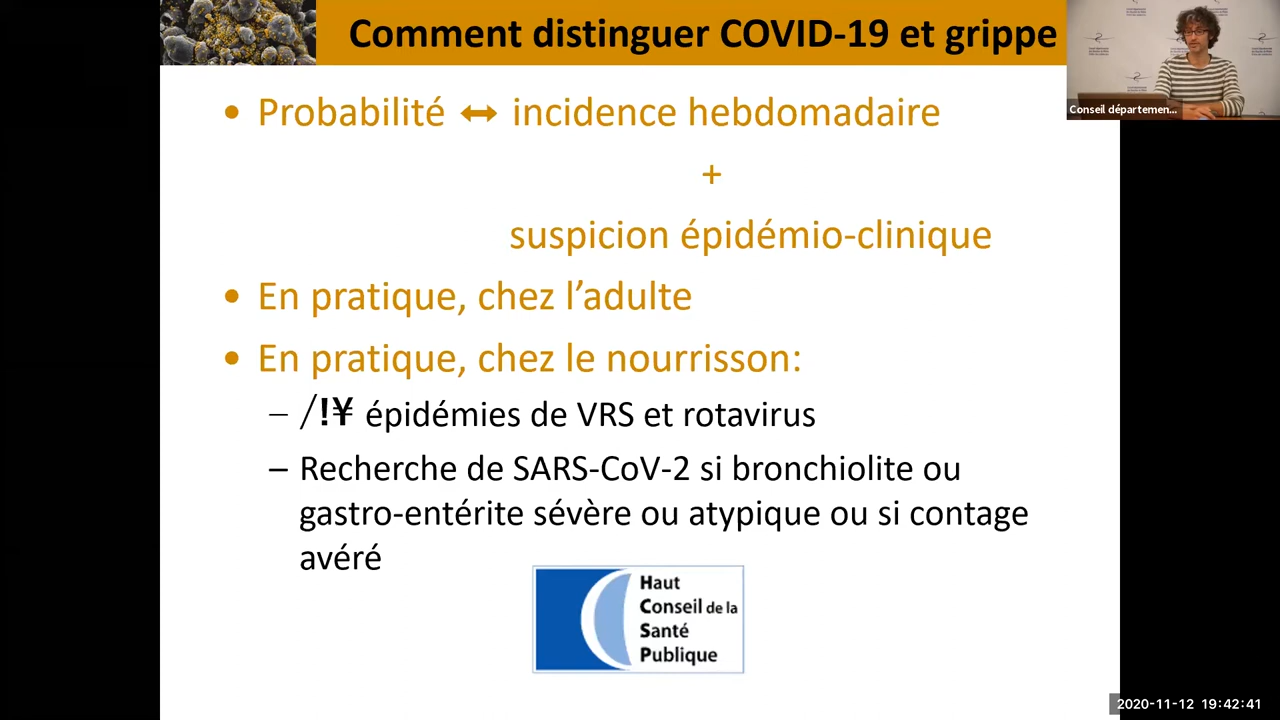 Comment distinguer COVID-19 et grippe
Conseil départemen...
• Probabilité ↔ incidence hebdomadaire
+
suspicion épidémio-clinique
• En pratique, chez l’adulte
• En pratique, chez le nourrisson:
– /!¥ épidémies de VRS et rotavirus
– Recherche de SARS-CoV-2 si bronchiolite ou
gastro-entérite sévère ou atypique ou si contage
avéré
Haut
Conseil de la
Santé
Publique
2020-11-12 19:42:41